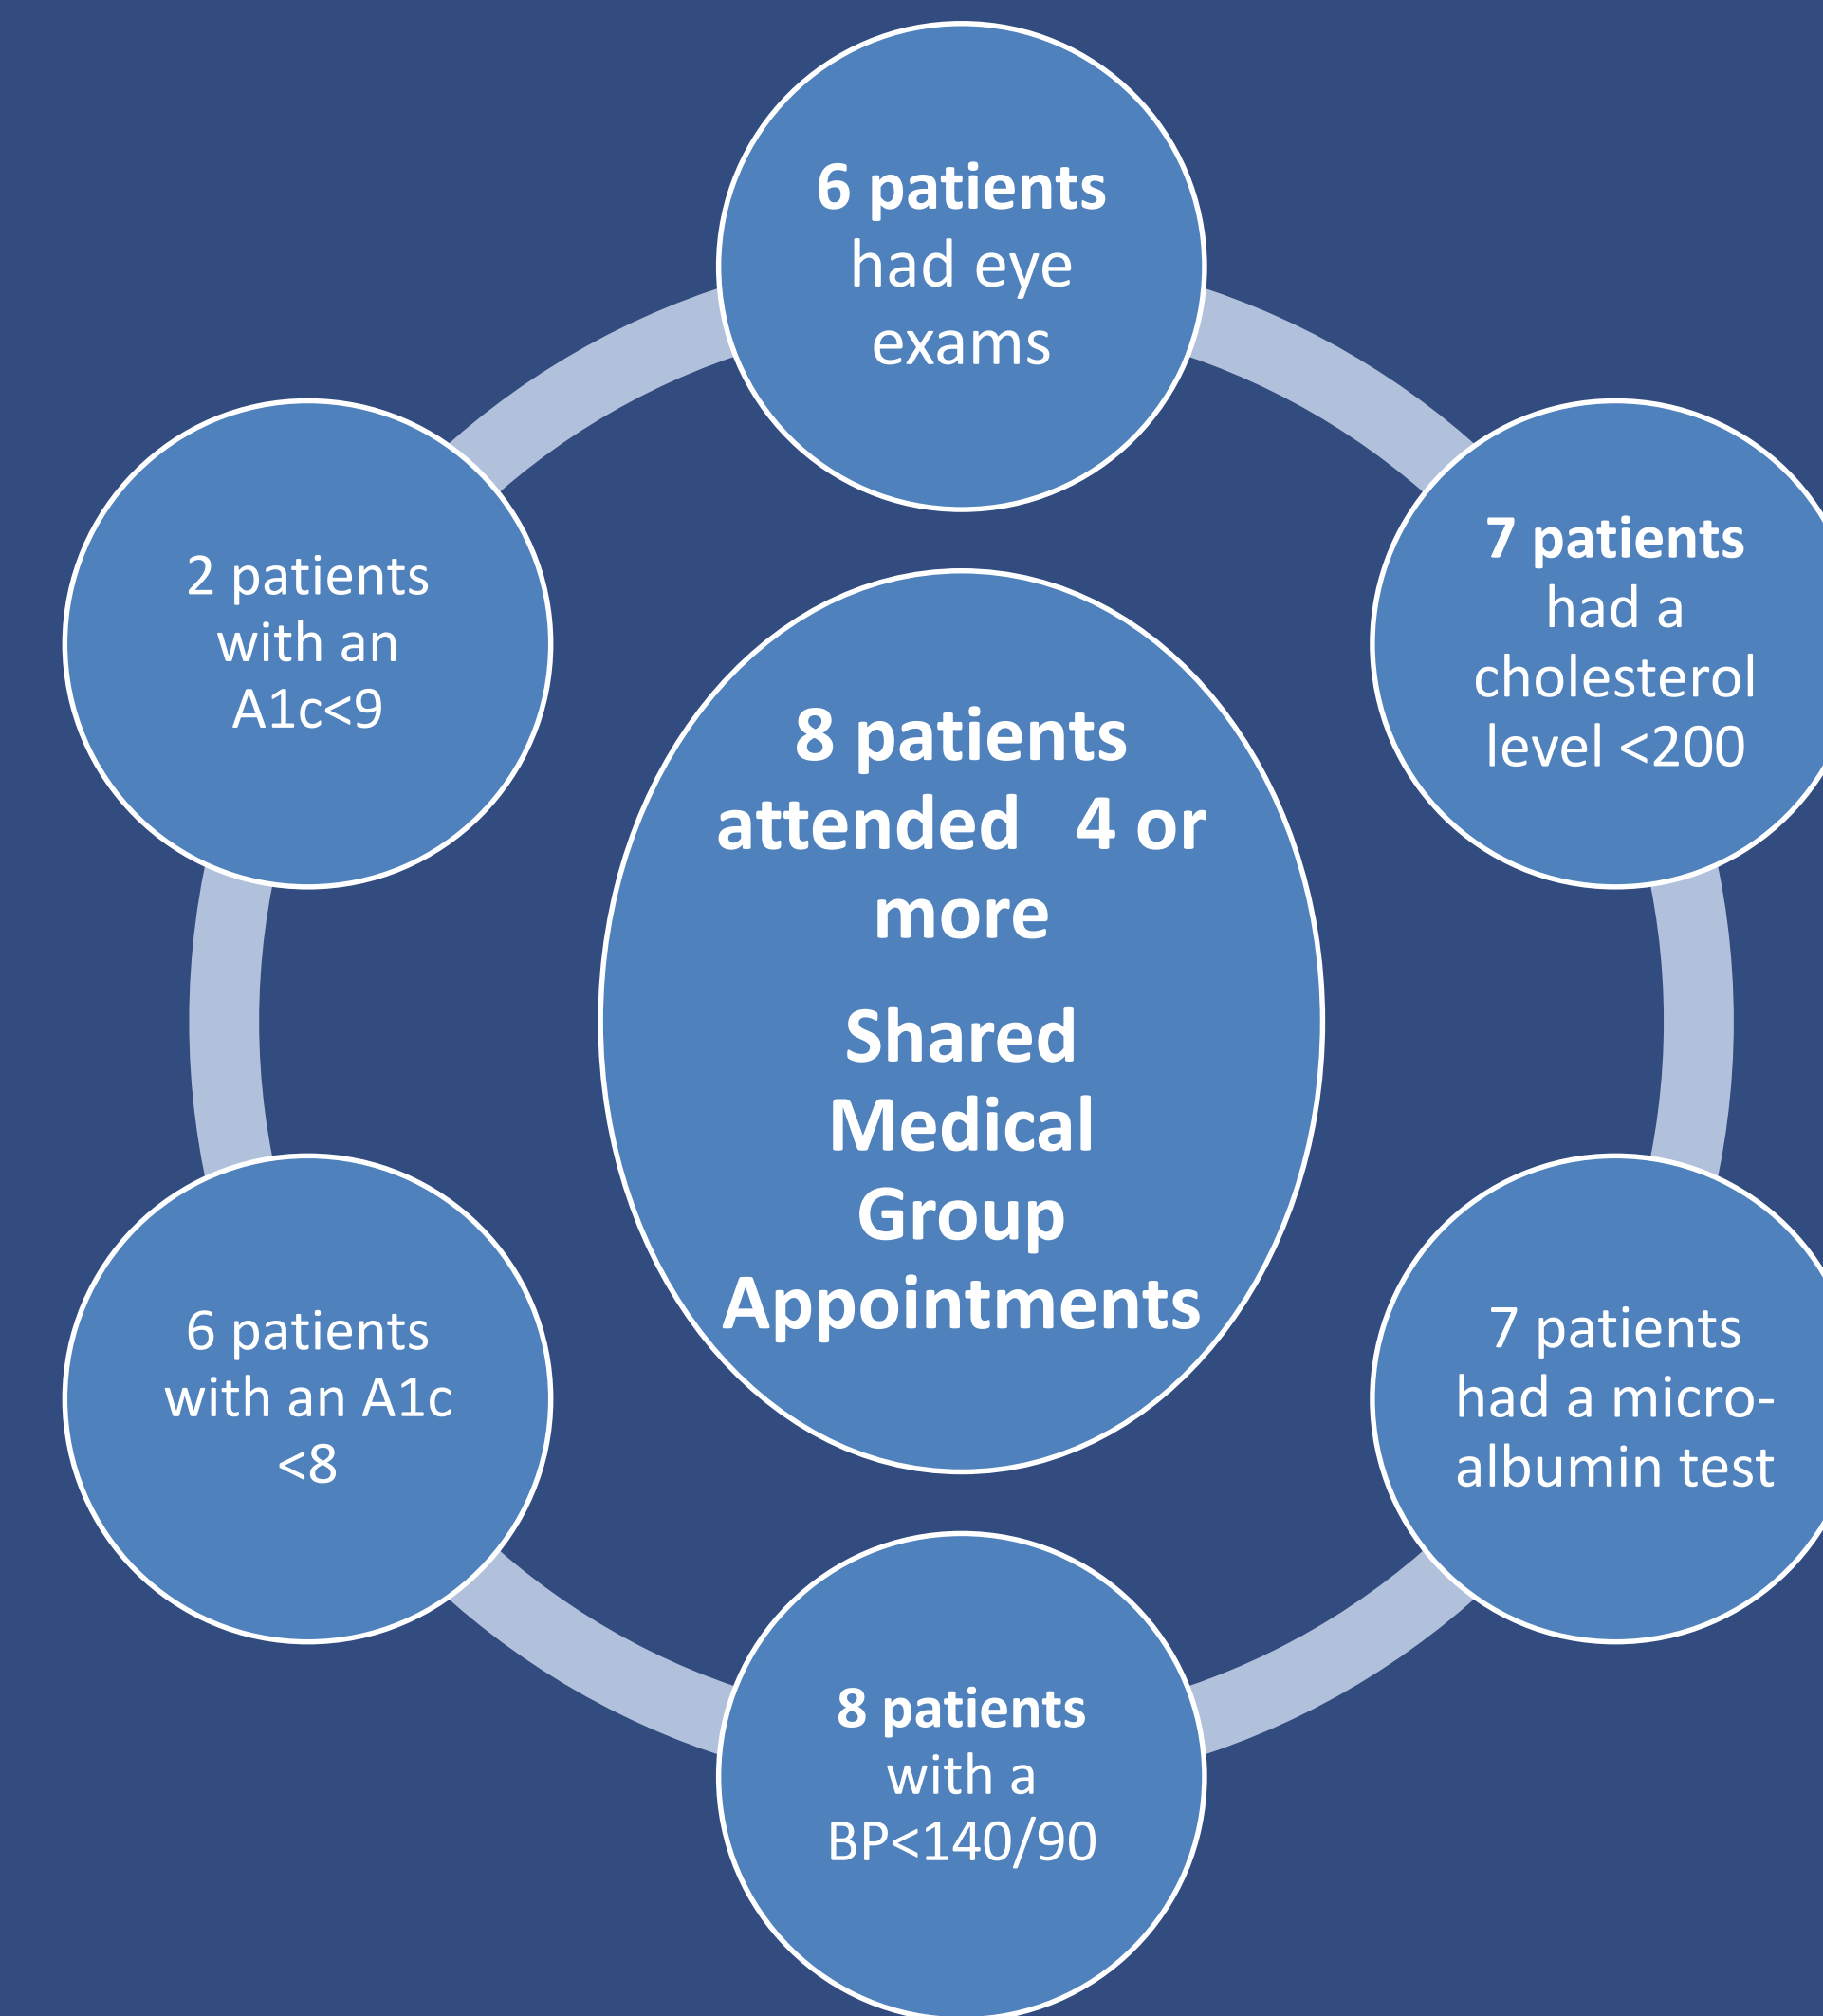 6 patients
had eye
exams
7 patients
had a
cholesterol
level <200
7 patients
had a micro-
albumin test
8 patients
with a
BP<140/90
6 patients
with an A1c
<8
2 patients
with an
A1c<9
8 patients
attended   4 or
more
Shared
Medical
Group
Appointments